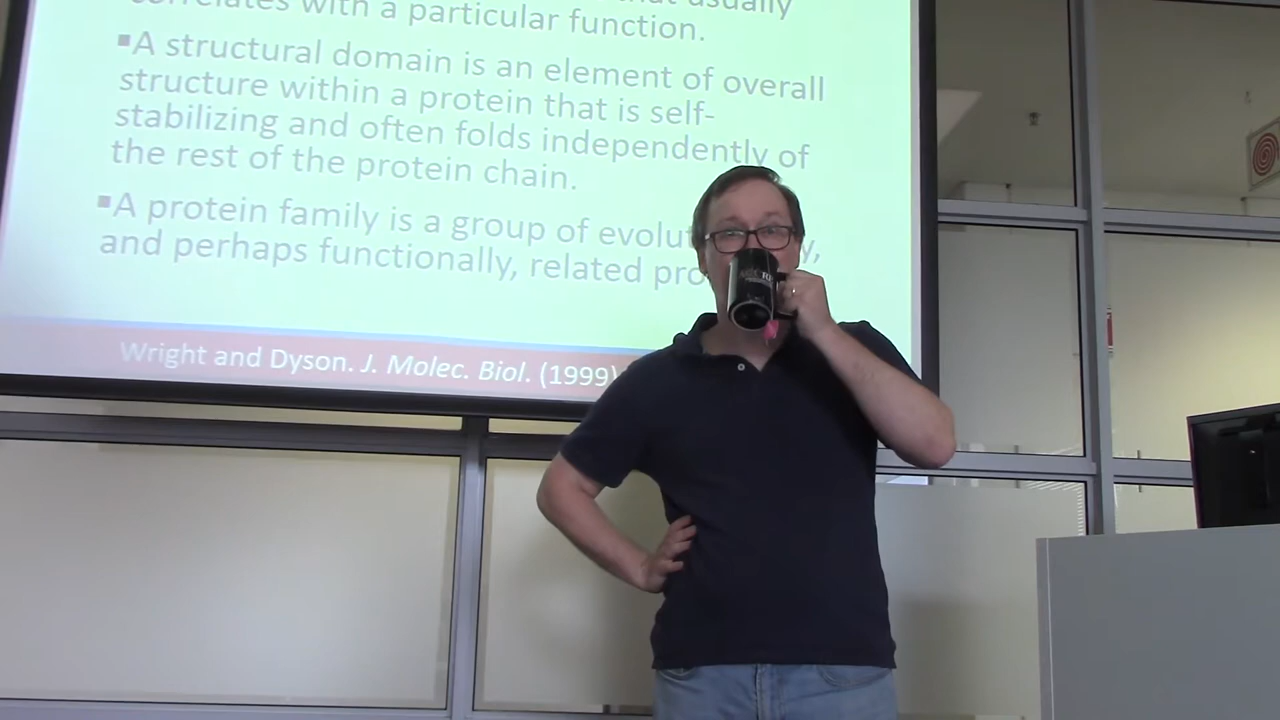 usually
correlates with a particular function.
▪A structural domain is an element of overall
structure within a protein that is self-
stabilizing and often folds independently of
the rest of the protein chain.
▪A protein family is a group of
and perhaps functionally, related
Wright and Dyson. J. Molec. Biol. (1999)